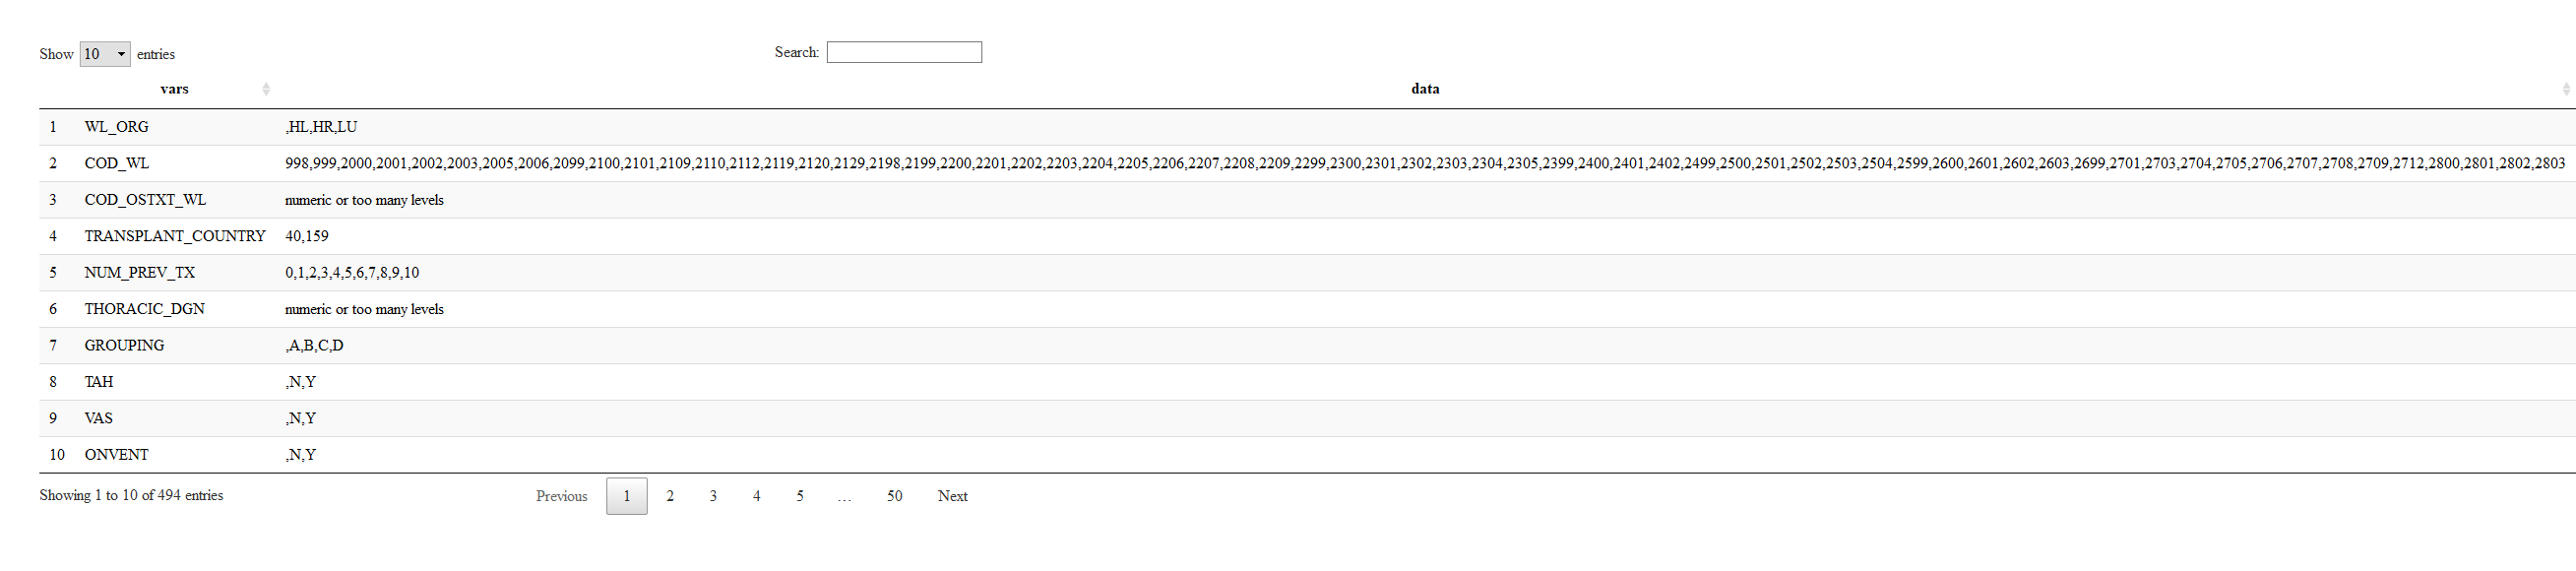 Show 10 entries Search:
vars data
1 WL_ORG ,HL,HR,LU
2 COD_WL 998,999,2000,2001,2002,2003,2005,2006,2099,2100,2101,2109,2110,2112,2119,2120,2129,2198,2199,2200,2201,2202,2203,2204,2205,2206,2207,2208,2209,2299,2300,2301,2302,2303,2304,2305,2399,2400,2401,2402,2499,2500,2501,2502,2503,2504,2599,2600,2601,2602,2603,2699,2701,2703,2704,2705,2706,2707,2708,2709,2712,2800,2801,2802,2803
3 COD_OSTXT_WL numeric or too many levels
4 TRANSPLANT_COUNTRY 40,159
5 NUM_PREV_TX 0,1,2,3,4,5,6,7,8,9,10
6 THORACIC_DGN numeric or too many levels
7 GROUPING ,A,B,C,D
8 TAH ,N,Y
9 VAS ,N,Y
10 ONVENT ,N,Y
Showing 1 to 10 of 494 entries Previous 1 2 3 4 5 … 50 Next